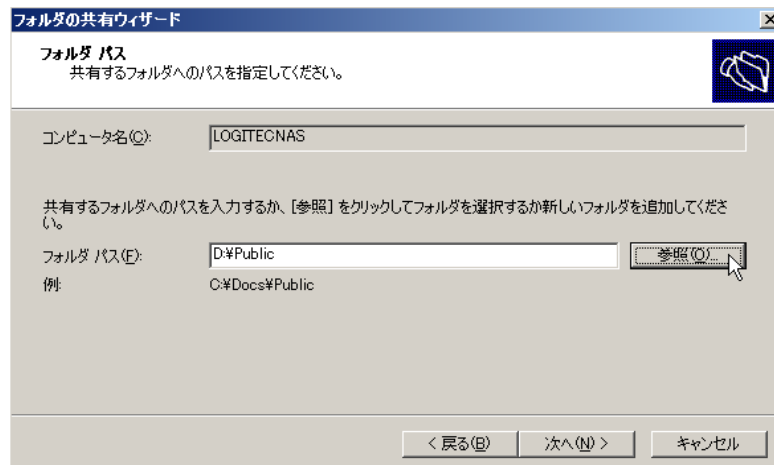 フォルダの共有ウィザード
フォルダ パス
共有するフォルダへのパスを指定してください。
コンピュータ名(C): LOGITECNAS
共有するフォルダへのパスを入力するか、[参照] をクリックしてフォルダを選択するか新しいフォルダを追加してくださ
い。
フォルダ パス(F): D:¥Public 参照(O)...
例: C:¥Docs¥Public
< 戻る(B) 次へ(N) > キャンセル